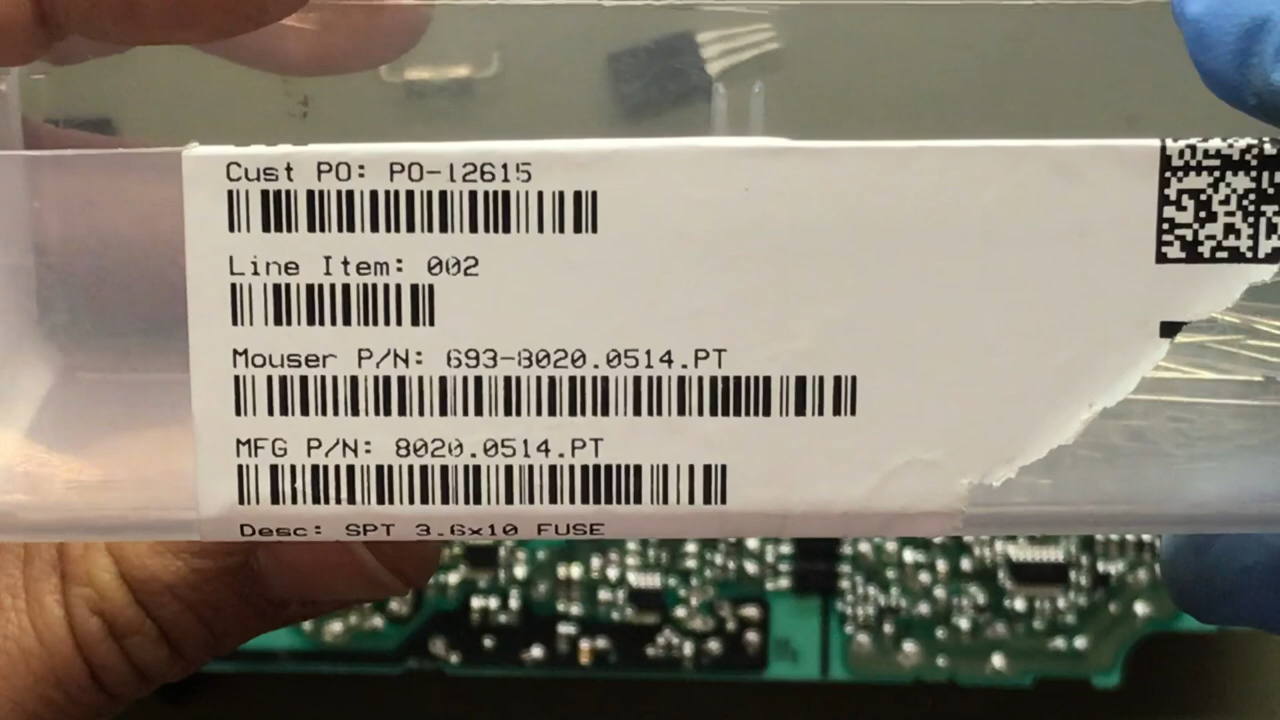 Cust PO: PO-12615
Line Item: 002
Mouser P/N: 693-8020.0514.PT
MFG P/N: 8020.0514.PT
Desc: SPT 3.6x10 FUSE